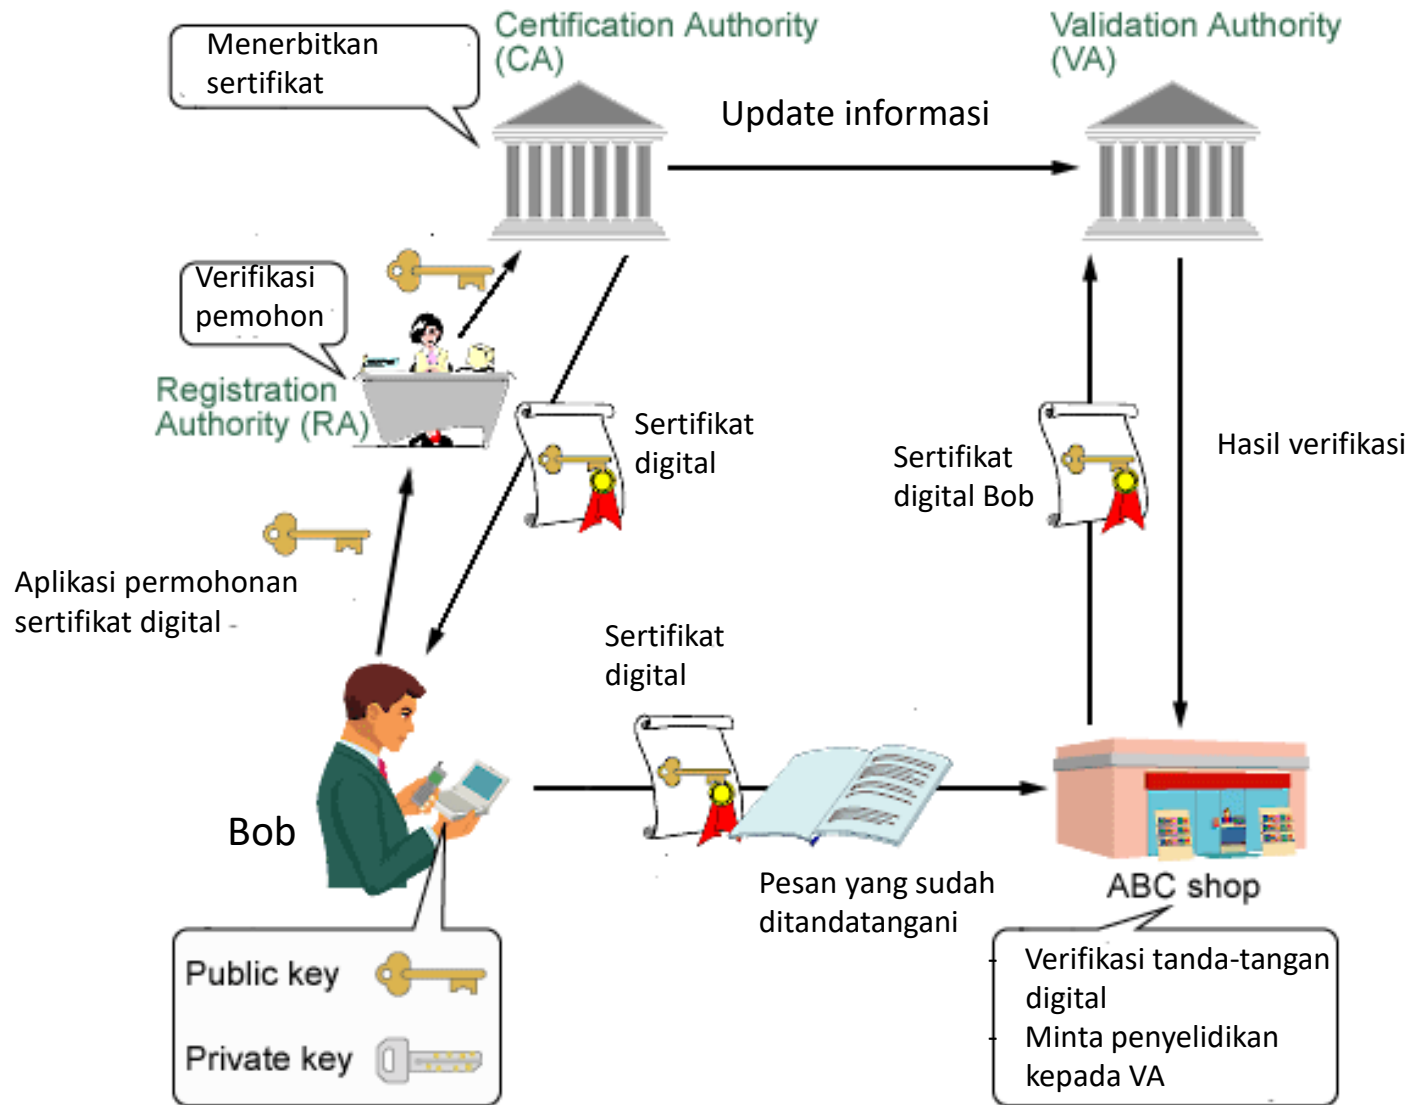 Menerbitkan
sertifikat
Certification Authority
(CA)
Validation Authority
(VA)
Update informasi
Verifikasi
pemohon
Registration
Authority (RA)
Sertifikat
digital
Sertifikat
digital Bob
Hasil verifikasi
Aplikasi permohonan
sertifikat digital
Sertifikat
digital
Bob
Pesan yang sudah
ditandatangani
ABC shop
Public key
Private key
- Verifikasi tanda-tangan
digital
- Minta penyelidikan
kepada VA